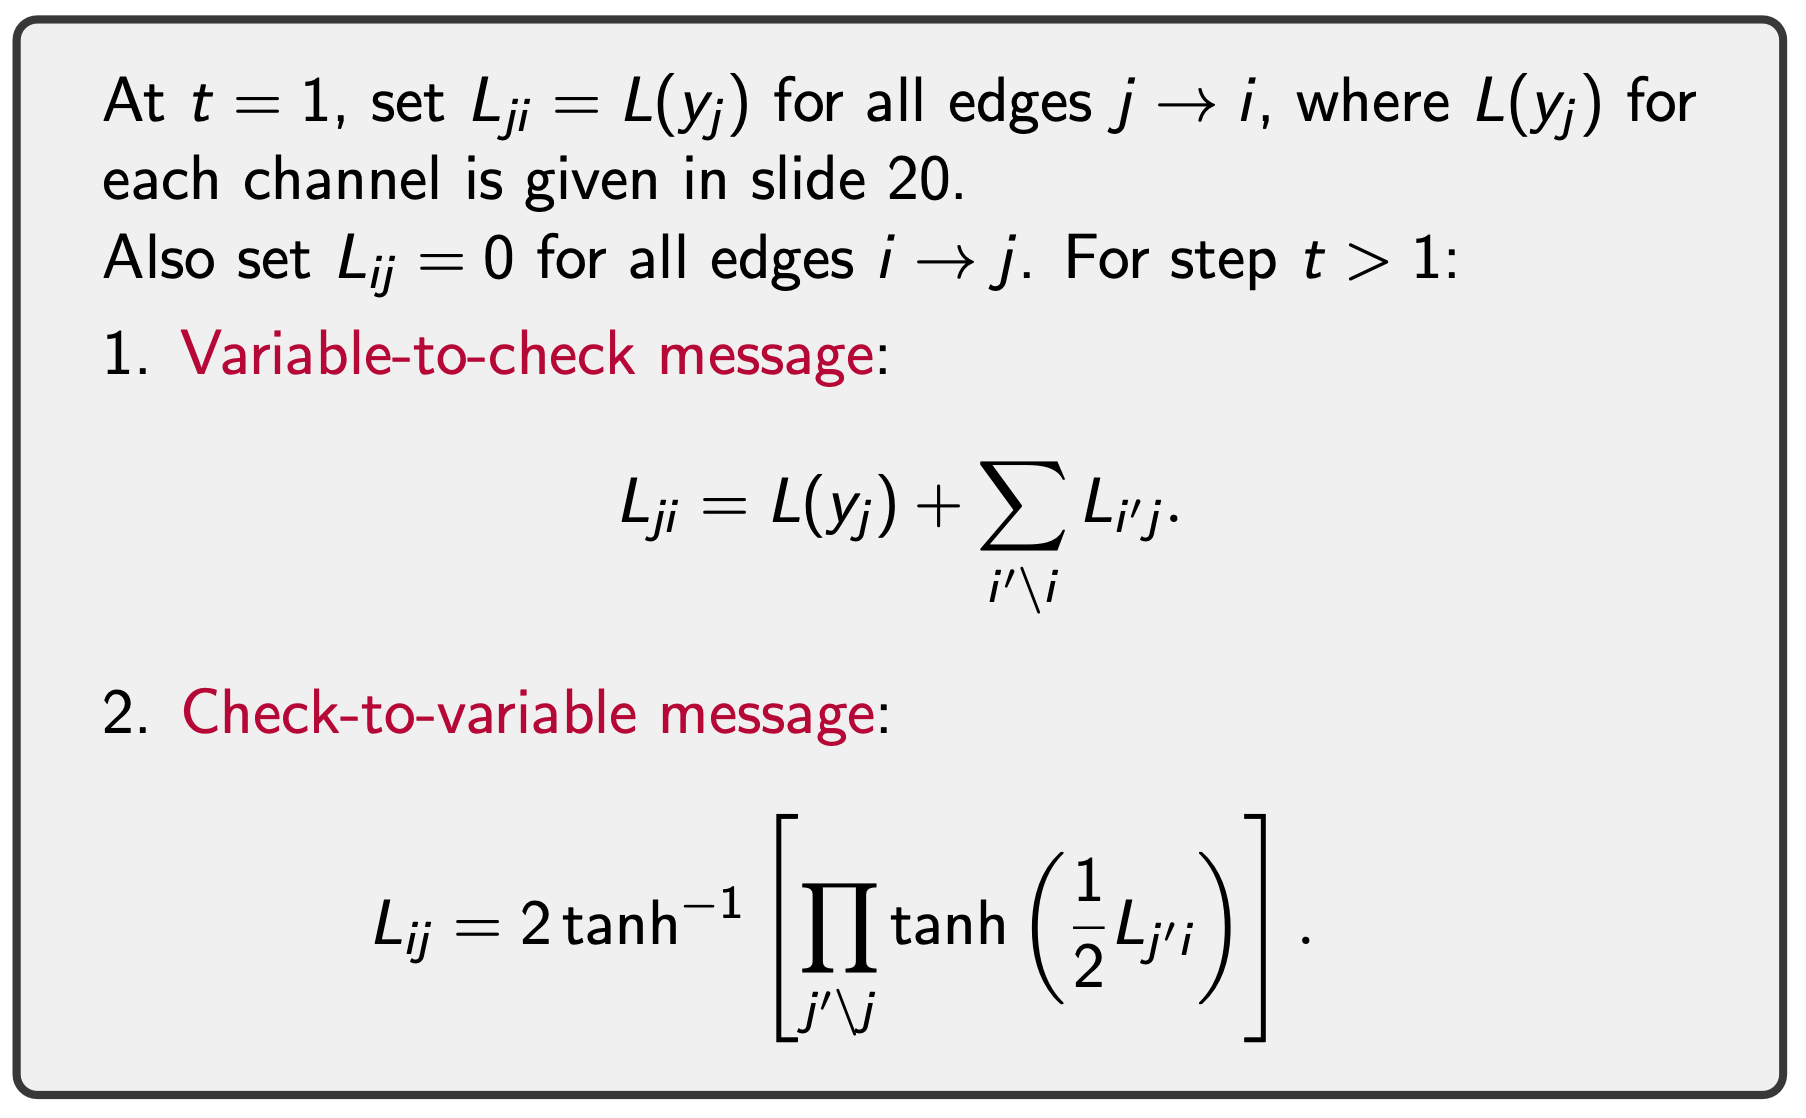 At t = 1, set L_{ji} = L(y_j) for all edges j → i, where L(y_j) for
each channel is given in slide 20.
Also set L_{ij} = 0 for all edges i → j. For step t > 1:
1. Variable-to-check message:
L_{ji} = L(y_j) + \sum_{i'\setminus i} L_{i'j}.
2. Check-to-variable message:
L_{ij} = 2 \tanh^{-1} \left[ \prod_{j'\setminus j} \tanh \left( \frac{1}{2} L_{j'i} \right) \right].